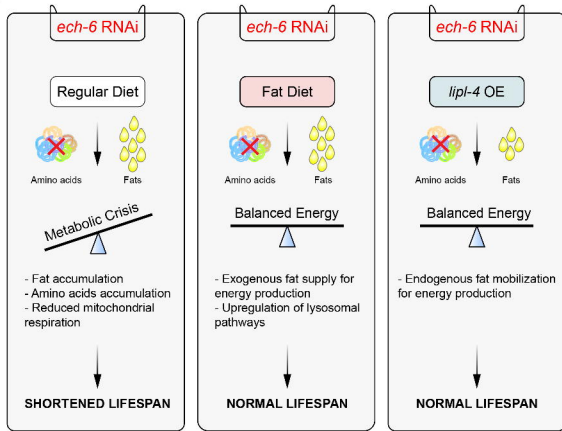 ech-6 RNAi
Regular Diet
Amino acids
Fats
Metabolic Crisis
- Fat accumulation
- Amino acids accumulation
- Reduced mitochondrial
respiration
SHORTENED LIFESPAN
ech-6 RNAi
Fat Diet
Amino acids
Fats
Balanced Energy
- Exogenous fat supply for
energy production
- Upregulation of lysosomal
pathways
NORMAL LIFESPAN
ech-6 RNAi
lipl-4 OE
Amino acids
Fats
Balanced Energy
- Endogenous fat mobilization
for energy production
NORMAL LIFESPAN